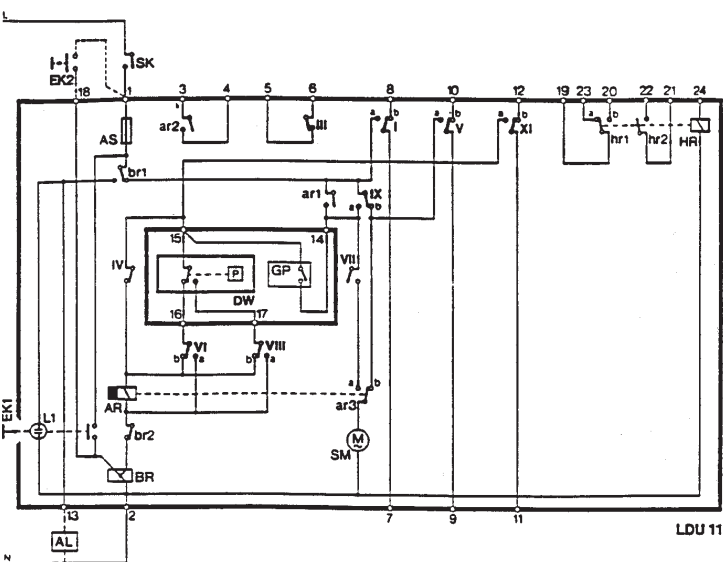 L
SK
EK2
18 1 3 4 5 6 8 10 12 19 23 20 22 21 24
AS
ar2
III
a b I
a b V
a b XI
a b
hr1
hr2
HR
br1
ar1
IX
a b
15
14
IV
P
GP
VII
DW
16
17
VI
b a
VIII
b a
AR
a b
ar3
EK1
L1
br2
M
SM
BR
13 2 7 9 11
LDU 11
AL
N